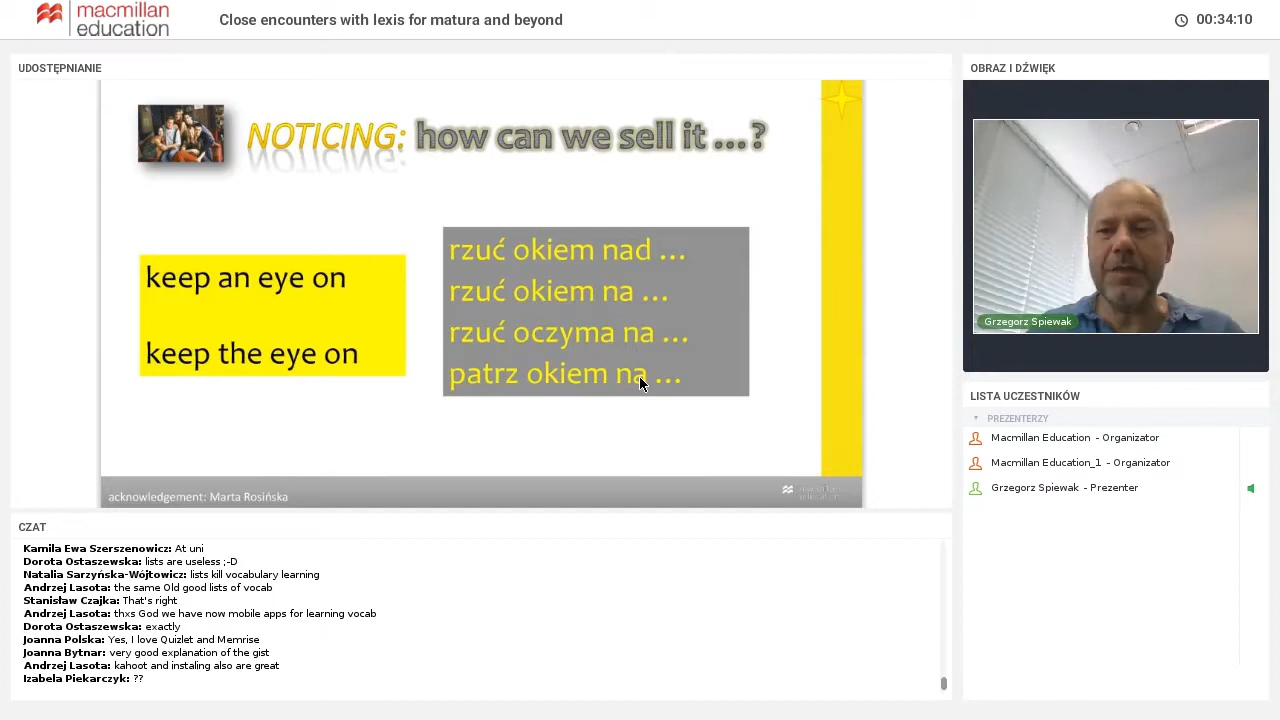 macmillan
education
Close encounters with lexis for matura and beyond
00:34:10
UDOSTĘPNIANIE
NOTICING: how can we sell it ...?
keep an eye on
keep the eye on
rzuć okiem nad ...
rzuć okiem na ...
rzuć oczyma na ...
patrz okiem na ...
acknowledgement: Marta Rosińska
macmillan
education
OBRAZ I DŹWIĘK
Grzegorz Spiewak
LISTA UCZESTNIKÓW
PREZENTERZY
Macmillan Education - Organizator
Macmillan Education_1 - Organizator
Grzegorz Spiewak - Prezenter
CZAT
Kamila Ewa Szerszenowicz: At uni
Dorota Ostaszewska: lists are useless ;-D
Natalia Sarzyńska-Wójtowicz: lists kill vocabulary learning
Andrzej Lasota: the same Old good lists of vocab
Stanisław Czajka: That's right
Andrzej Lasota: thxs God we have now mobile apps for learning vocab
Dorota Ostaszewska: exactly
Joanna Polska: Yes, I love Quizlet and Memrise
Joanna Bytnar: very good explanation of the gist
Andrzej Lasota: kahoot and instaling also are great
Izabela Piekarczyk: ??